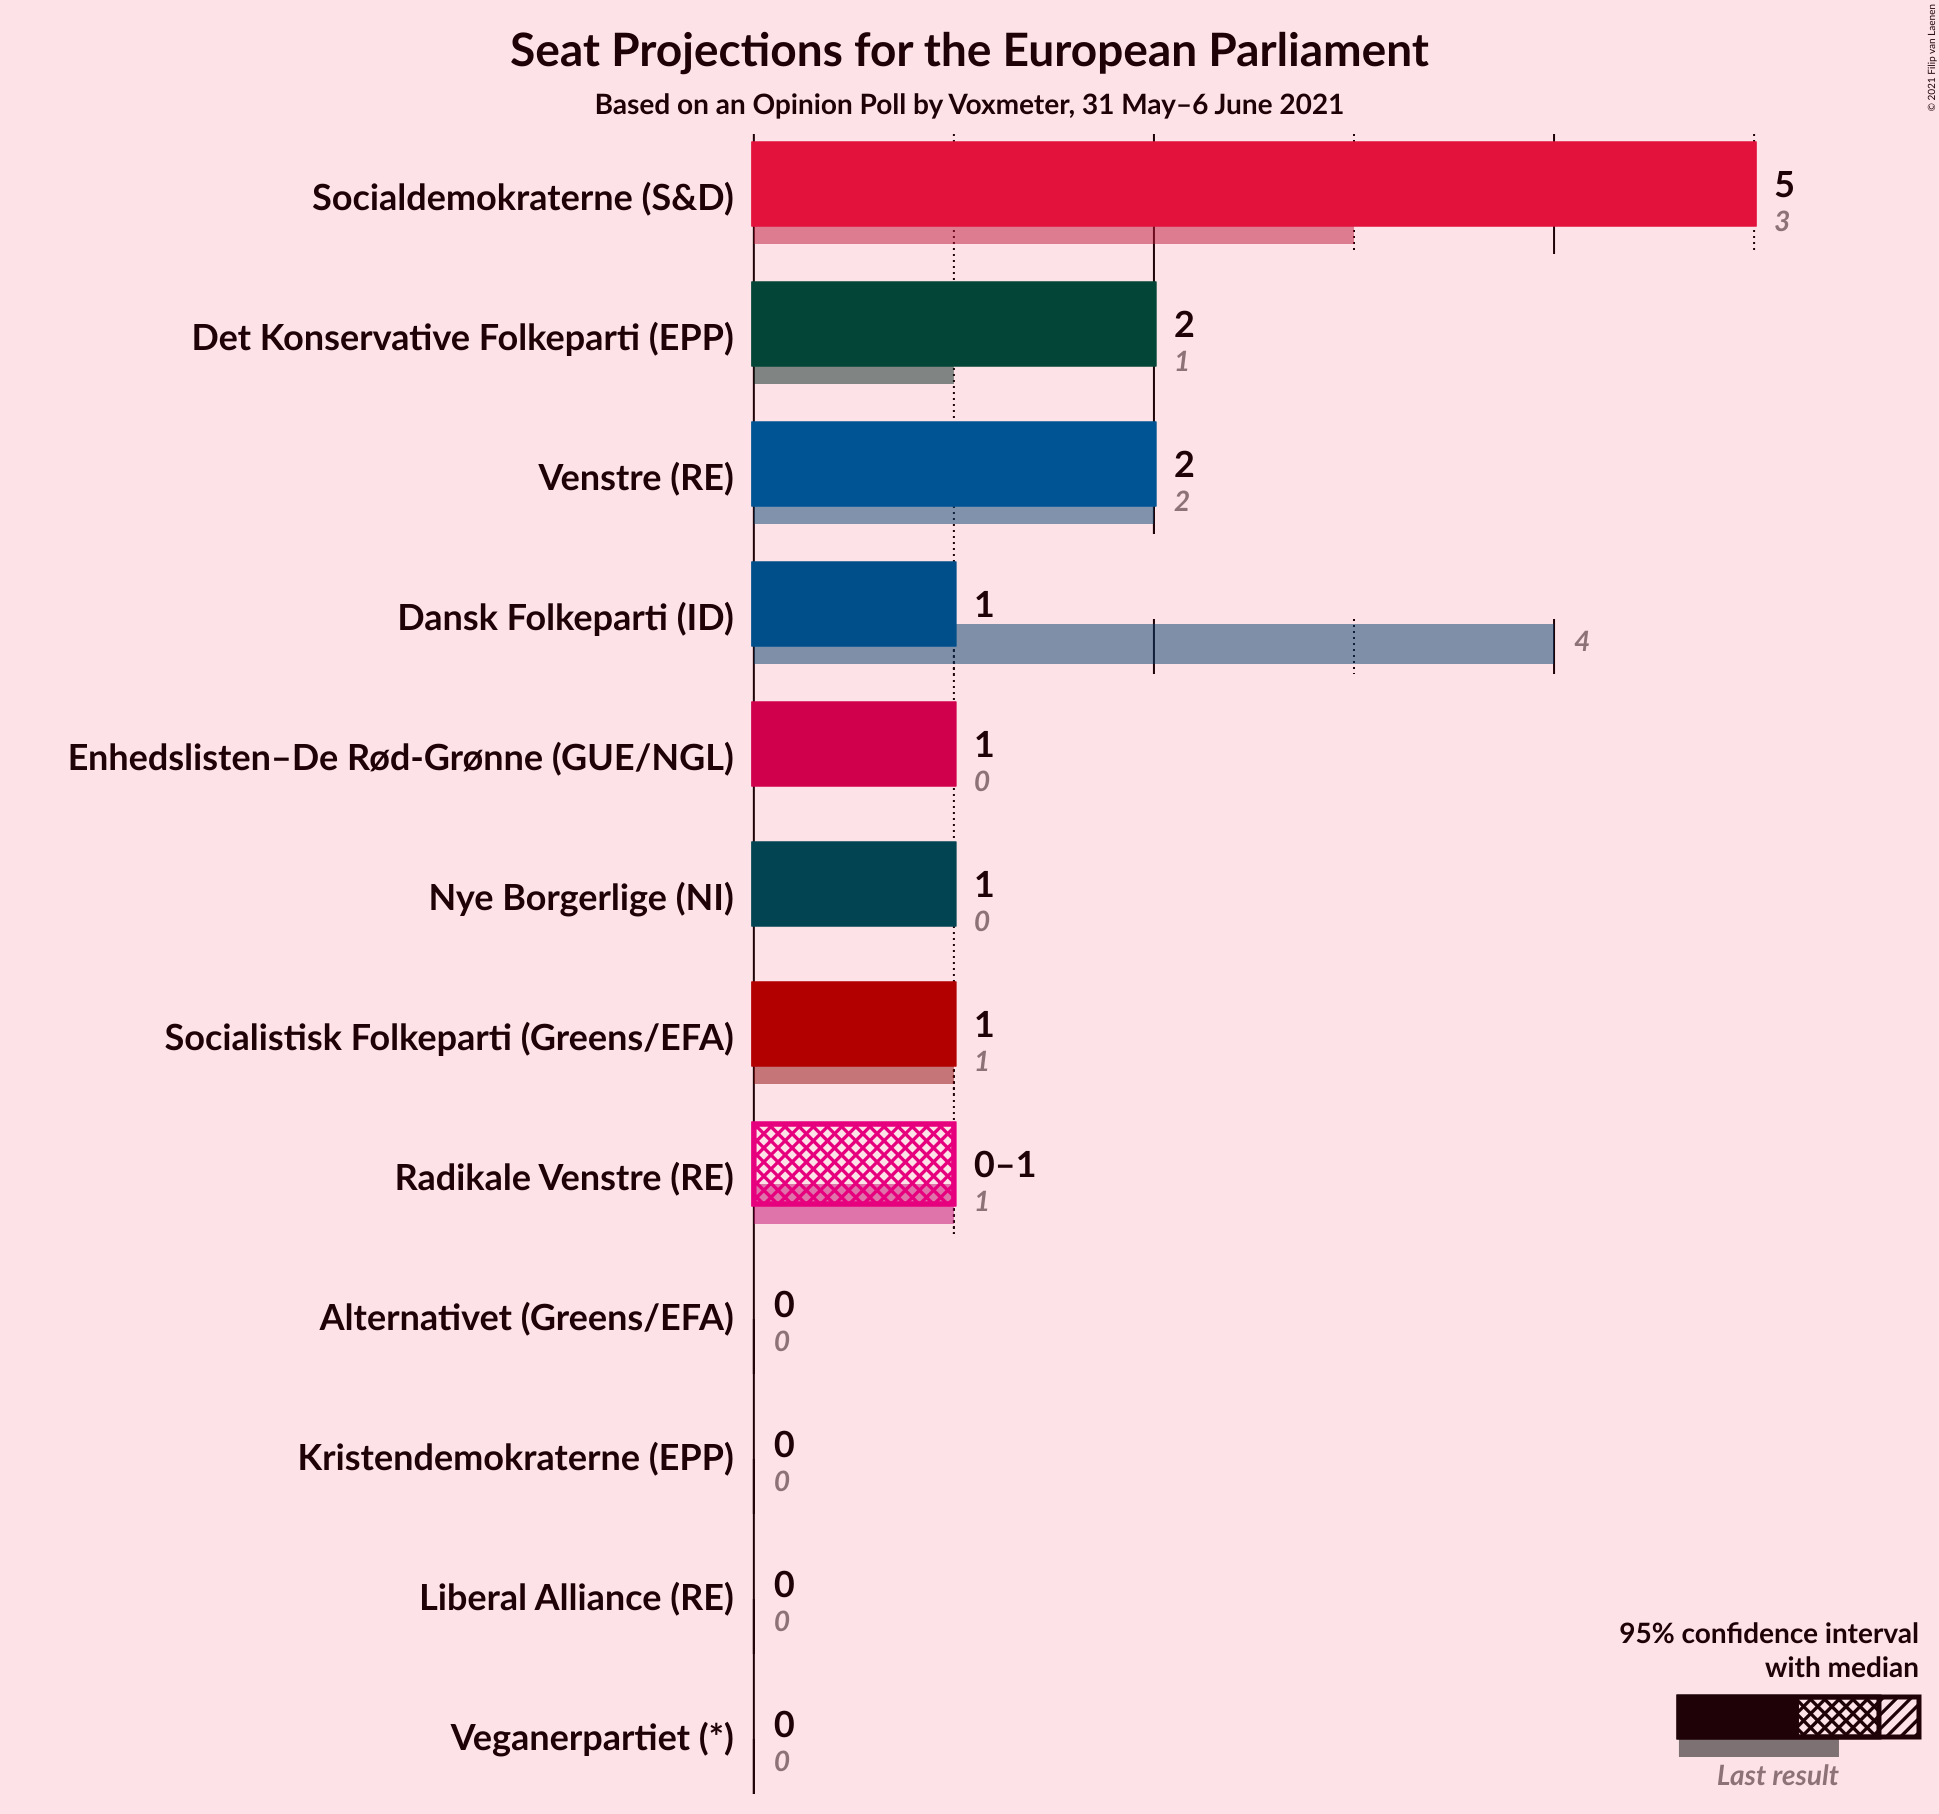 Seat Projections for the European Parliament
Based on an Opinion Poll by Voxmeter, 31 May–6 June 2021
© 2021 Filip van Laenen
Socialdemokraterne (S&D)
5
3
Det Konservative Folkeparti (EPP)
2
1
Venstre (RE)
2
2
Dansk Folkeparti (ID)
1
4
Enhedslisten–De Rød-Grønne (GUE/NGL)
1
0
Nye Borgerlige (NI)
1
0
Socialistisk Folkeparti (Greens/EFA)
1
1
Radikale Venstre (RE)
0–1
1
Alternativet (Greens/EFA)
0
0
Kristendemokraterne (EPP)
0
0
Liberal Alliance (RE)
0
0
Veganerpartiet (*)
0
0
95% confidence interval
with median
Last result